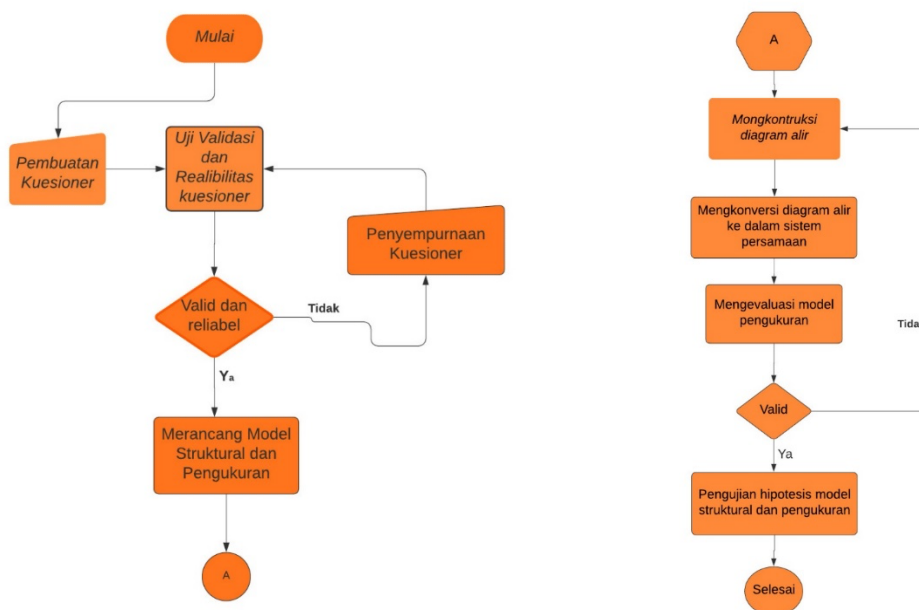 Mulai
Pembuatan
Kuesioner
Uji Validasi
dan
Realibilitas
kuesioner
Penyempurnaan
Kuesioner
Valid dan
reliabel
Tidak
Ya
Merancang Model
Struktural dan
Pengukuran
A
A
Mongkontruksi
diagram alir
Mengkonversi diagram alir
ke dalam sistem
persamaan
Mengevaluasi model
pengukuran
Tida
Valid
Ya
Pengujian hipotesis model
struktural dan pengukuran
Selesai